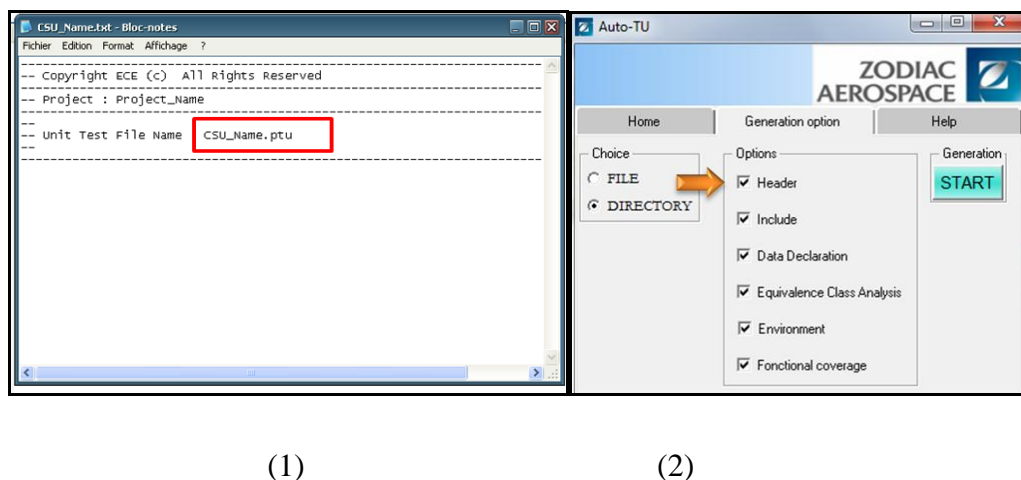 CSU_Name.txt - Bloc-notes
Fichier Edition Format Affichage ?
------------------------------------------------------------------
-- Copyright ECE (c) All Rights Reserved
------------------------------------------------------------------
-- Project : Project_Name
------------------------------------------------------------------
--
-- Unit Test File Name CSU_Name.ptu
--
------------------------------------------------------------------
Auto-TU
ZODIAC
AEROSPACE
Home Generation option Help
Choice
FILE
DIRECTORY
Options
Header
Include
Data Declaration
Equivalence Class Analysis
Environment
Fonctional coverage
Generation
START
(1) (2)